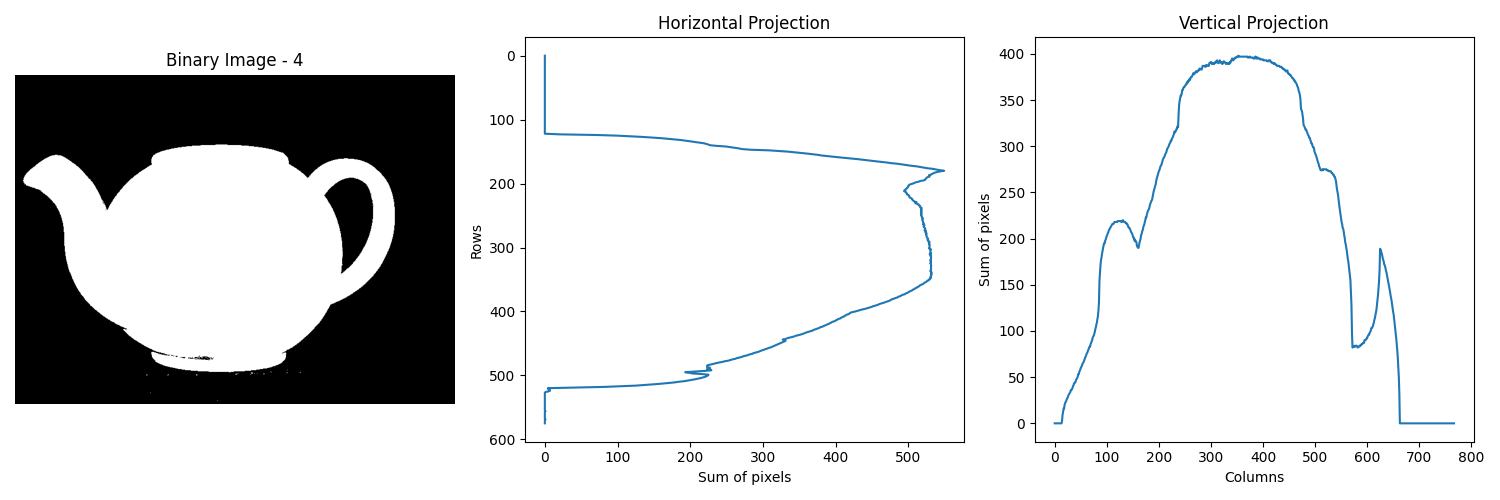 Binary Image - 4
Horizontal Projection
0
100
200
300
400
500
600
Rows
0 100 200 300 400 500
Sum of pixels
Vertical Projection
400
350
300
250
200
150
100
50
0
Sum of pixels
0 100 200 300 400 500 600 700 800
Columns